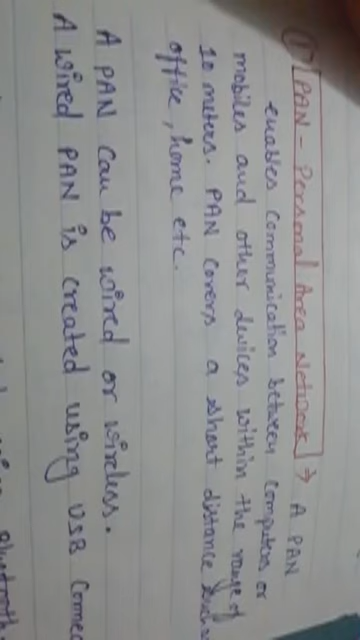 ① PAN - Personal Area Network → A PAN
enables communication between computers or
mobiles and other devices within the range of
10 meters. PAN covers a short distance such
office, home etc.
A PAN can be wired or wireless.
A wired PAN is created using USB connec